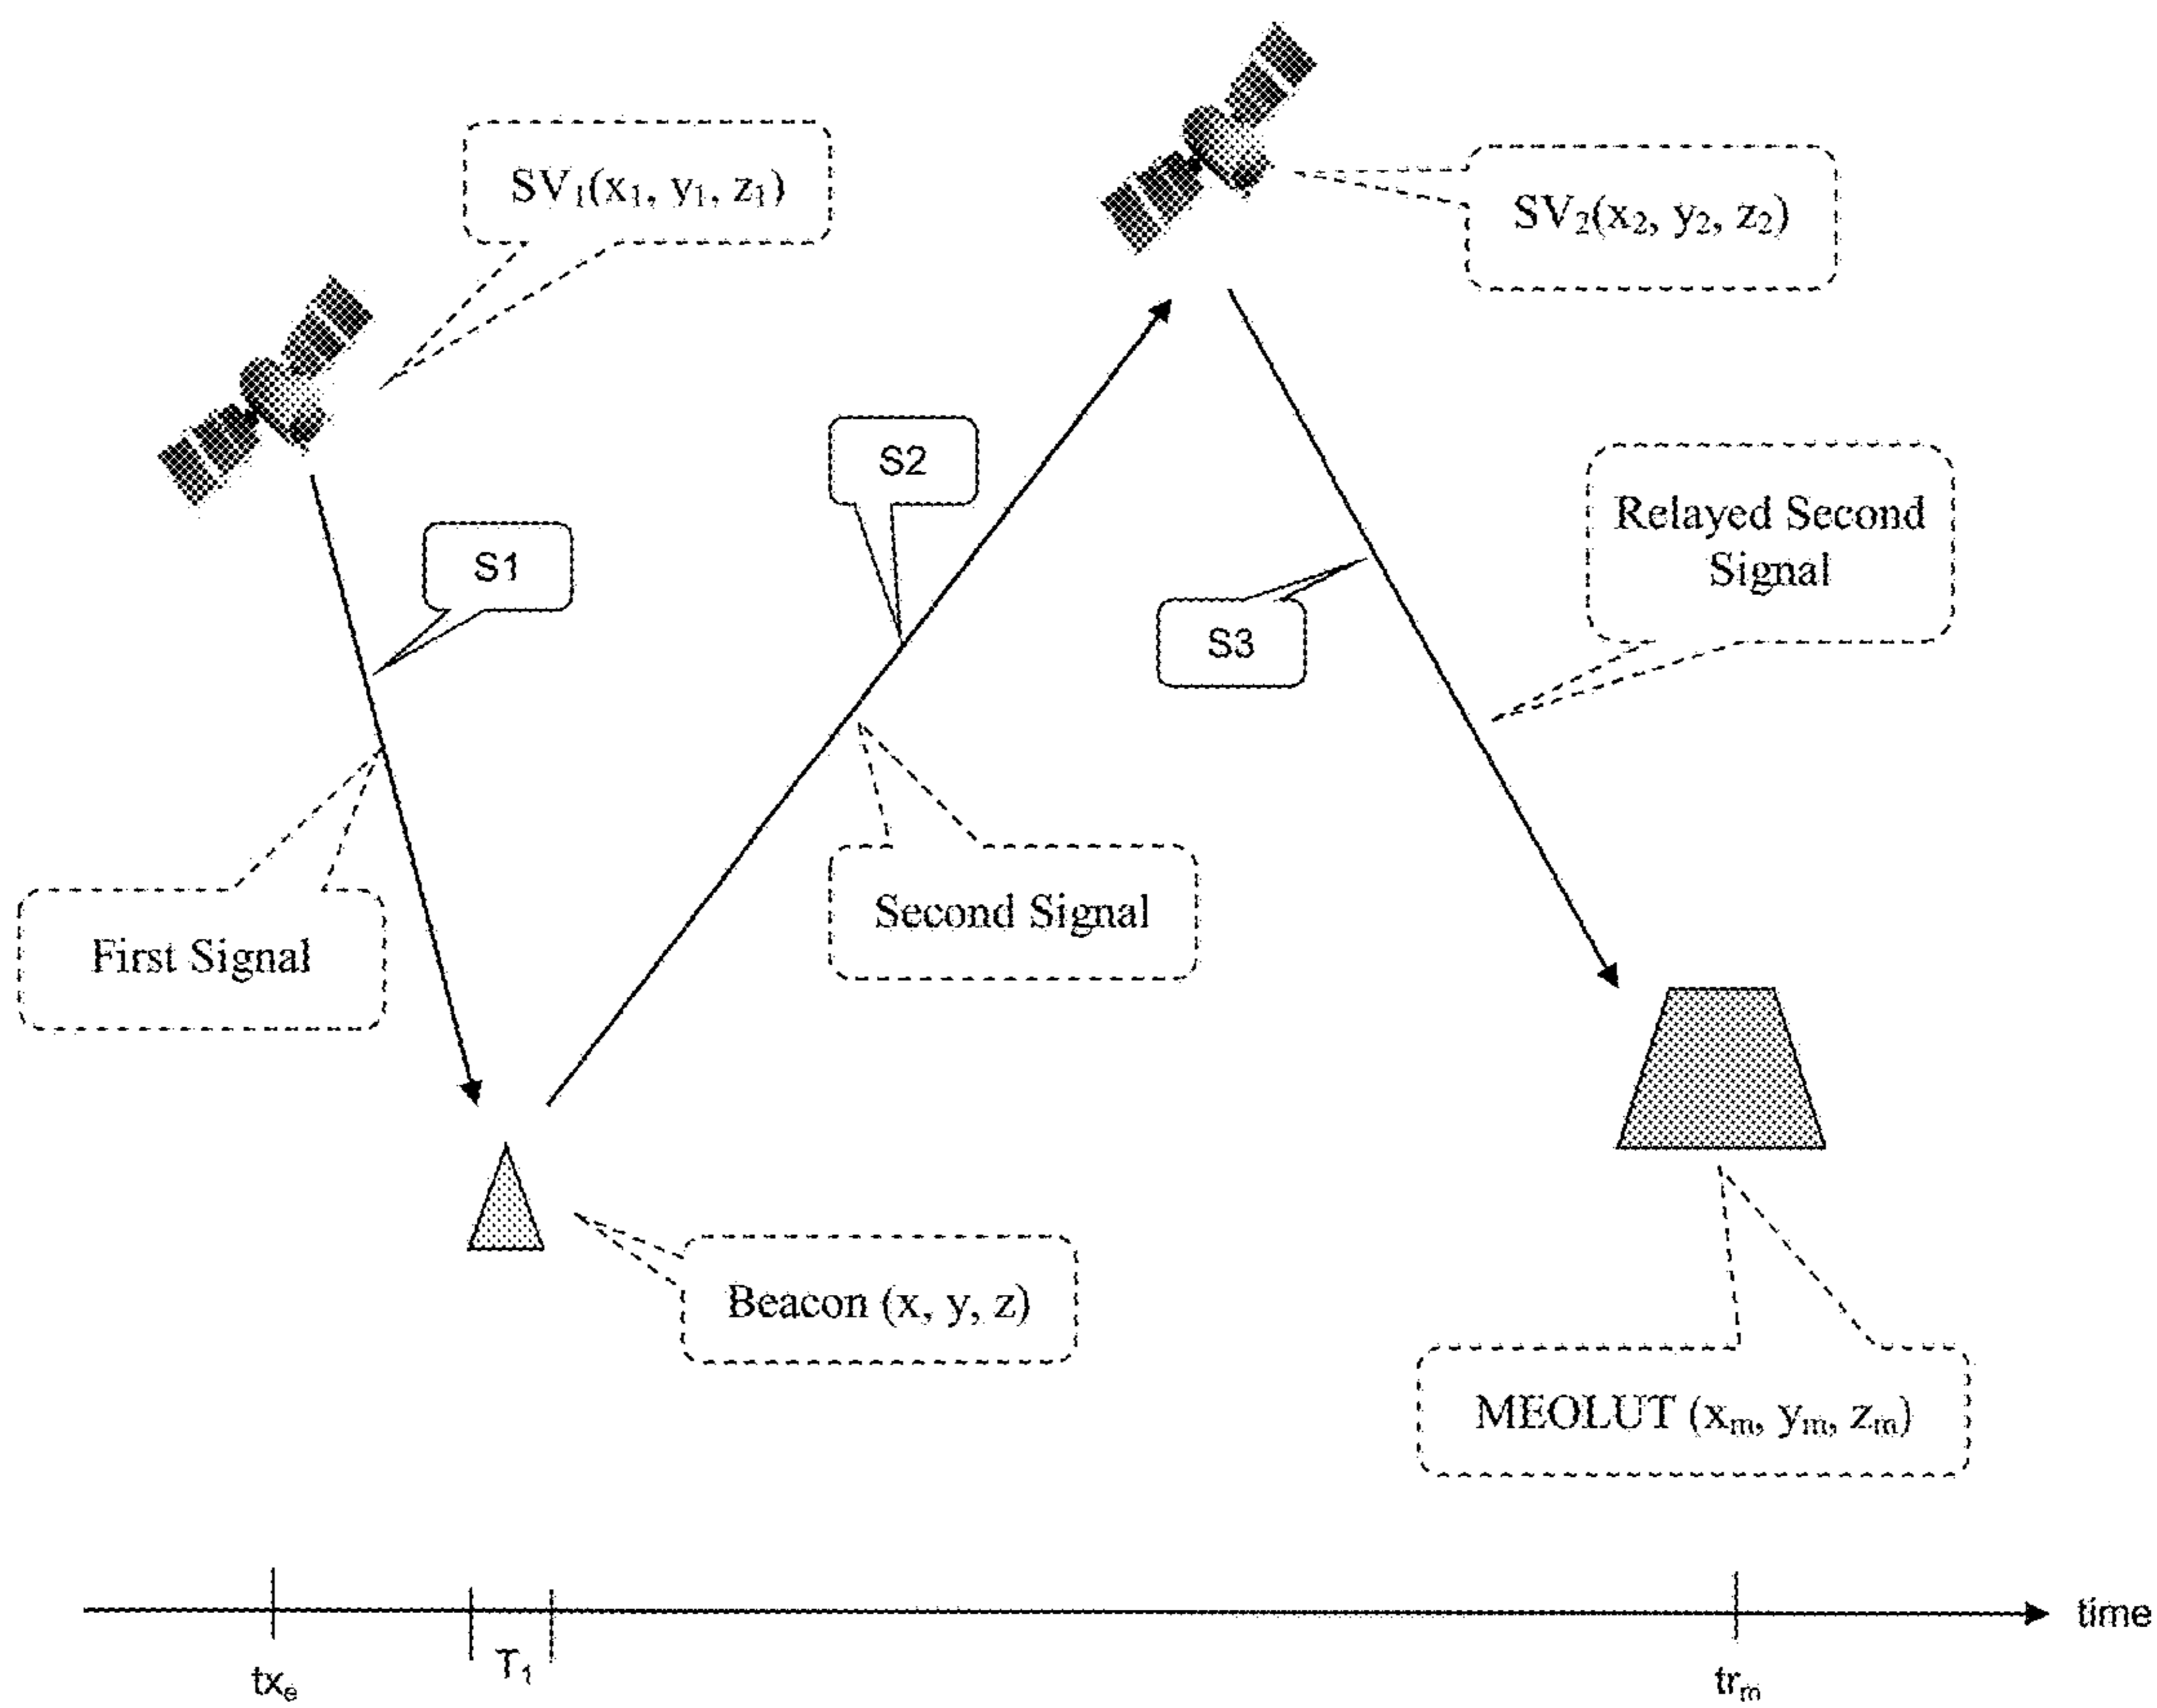 SV₁(x₁, y₁, z₁)
SV₂(x₂, y₂, z₂)
S2
Relayed Second
Signal
S1
S3
Second Signal
First Signal
Beacon (x, y, z)
MEOLUT (xₘ, yₘ, zₘ)
time
T₁
txₑ
trₘ